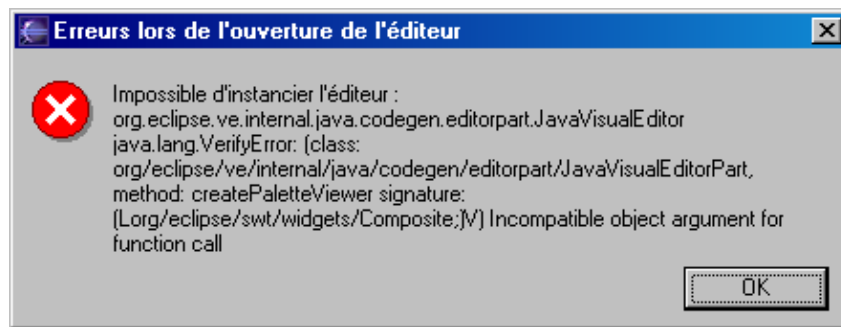 Erreurs lors de l'ouverture de l'éditeur
Impossible d'instancier l'éditeur :
org.eclipse.ve.internal.java.codegen.editorpart.JavaVisualEditor
java.lang.VerifyError: (class:
org/eclipse/ve/internal/java/codegen/editorpart/JavaVisualEditorPart,
method: createPaletteViewer signature:
(Lorg/eclipse/swt/widgets/Composite;)V) Incompatible object argument for
function call
OK